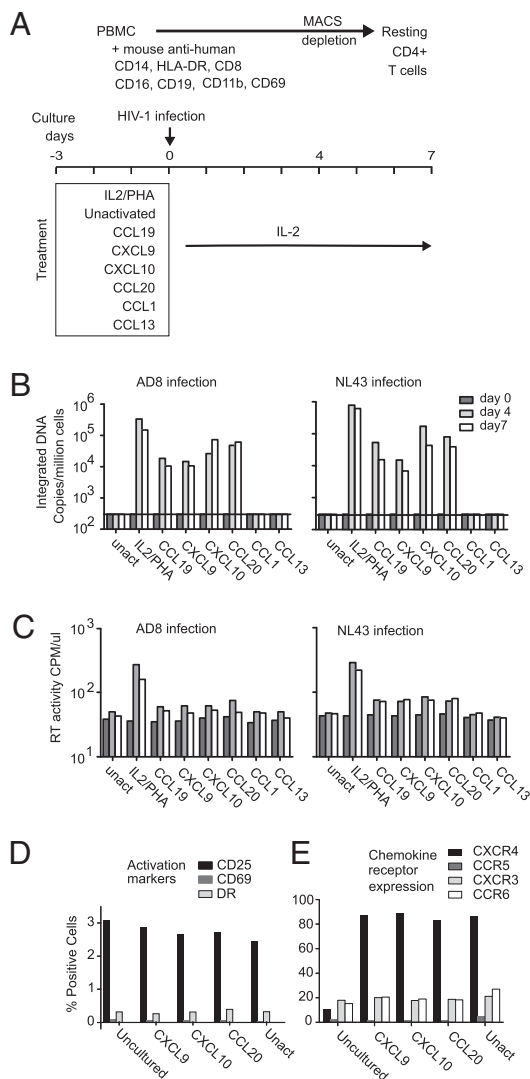 A
PBMC
MACS
depletion
Resting
CD4+
T cells
+ mouse anti-human
CD14, HLA-DR, CD8
CD16, CD19, CD11b, CD69
Culture
days
HIV-1 infection
-3 0 4 7
Treatment
IL2/PHA
Unactivated
CCL19
CXCL9
CXCL10
CCL20
CCL1
CCL13
IL-2
B
AD8 infection
NL43 infection
day 0
day 4
day7
Integrated DNA
Copies/million cells
10^6
10^5
10^4
10^3
10^2
unact IL2/PHA CCL19 CXCL9 CXCL10 CCL20 CCL1 CCL13
unact IL2/PHA CCL19 CXCL9 CXCL10 CCL20 CCL1 CCL13
C
AD8 infection
NL43 infection
RT activity CPM/ul
10^3
10^2
10^1
unact IL2/PHA CCL19 CXCL9 CXCL10 CCL20 CCL1 CCL13
unact IL2/PHA CCL19 CXCL9 CXCL10 CCL20 CCL1 CCL13
D
Activation
markers
CD25
CD69
DR
% Positive Cells
3
2
1
0
Uncultured CXCL9 CXCL10 CCL20 Unact
E
Chemokine
receptor
expression
CXCR4
CCR5
CXCR3
CCR6
100
80
60
40
20
0
Uncultured CXCL9 CXCL10 CCL20 Unact